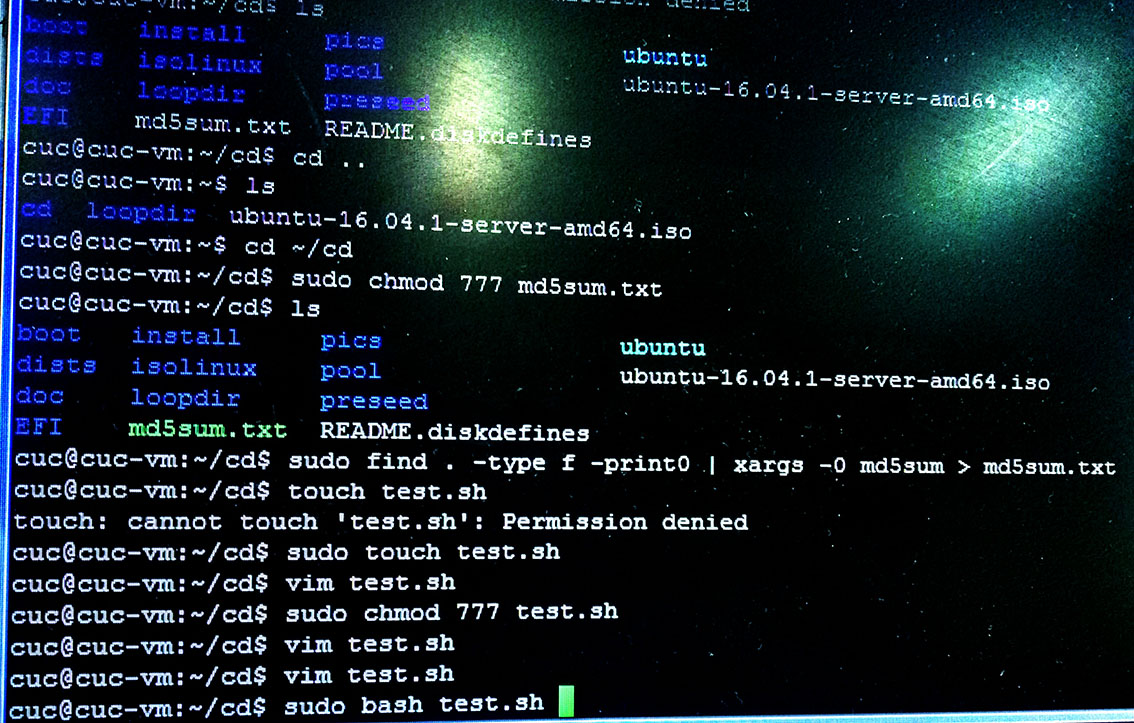 cuc@cuc-vm:~/cd$ ls
boot install pics ubuntu
dists isolinux pool ubuntu-16.04.1-server-amd64.iso
doc loopdir preseed
EFI md5sum.txt README.diskdefines
cuc@cuc-vm:~/cd$ cd ..
cuc@cuc-vm:~$ ls
cd loopdir ubuntu-16.04.1-server-amd64.iso
cuc@cuc-vm:~$ cd ~/cd
cuc@cuc-vm:~/cd$ sudo chmod 777 md5sum.txt
cuc@cuc-vm:~/cd$ ls
boot install pics ubuntu
dists isolinux pool ubuntu-16.04.1-server-amd64.iso
doc loopdir preseed
EFI md5sum.txt README.diskdefines
cuc@cuc-vm:~/cd$ sudo find . -type f -print0 | xargs -0 md5sum > md5sum.txt
cuc@cuc-vm:~/cd$ touch test.sh
touch: cannot touch 'test.sh': Permission denied
cuc@cuc-vm:~/cd$ sudo touch test.sh
cuc@cuc-vm:~/cd$ vim test.sh
cuc@cuc-vm:~/cd$ sudo chmod 777 test.sh
cuc@cuc-vm:~/cd$ vim test.sh
cuc@cuc-vm:~/cd$ vim test.sh
cuc@cuc-vm:~/cd$ sudo bash test.sh